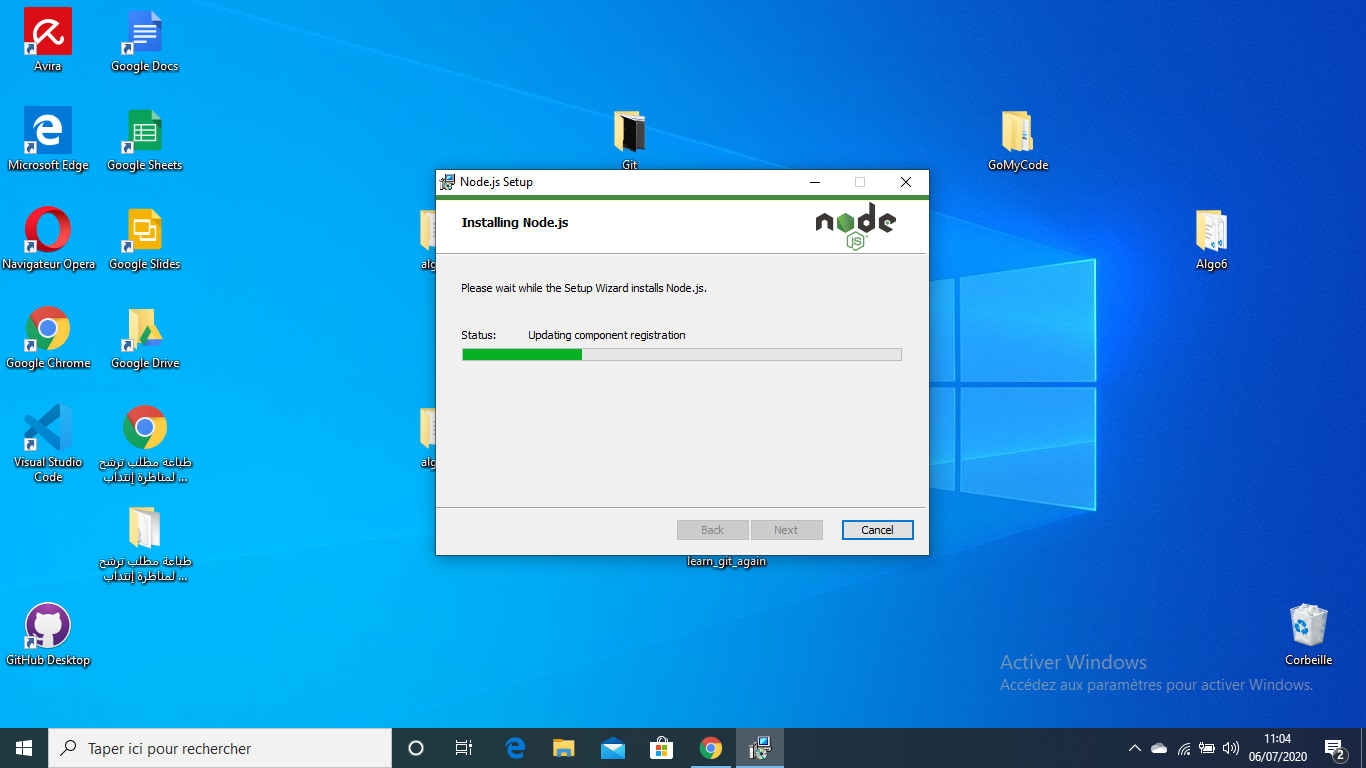 Avira
Google Docs
Microsoft Edge
Google Sheets
Git
GoMyCode
Navigateur Opera
Google Slides
alg
Algo6
Google Chrome
Google Drive
Visual Studio
Code
طباعة مطلب ترشح
... لمناظرة إنتداب
alg
طباعة مطلب ترشح
... لمناظرة إنتداب
learn_git_again
GitHub Desktop
Corbeille
Node.js Setup
Installing Node.js
node
JS
Please wait while the Setup Wizard installs Node.js.
Status: Updating component registration
Back Next Cancel
Activer Windows
Accédez aux paramètres pour activer Windows.
Taper ici pour rechercher
11:04
06/07/2020
2